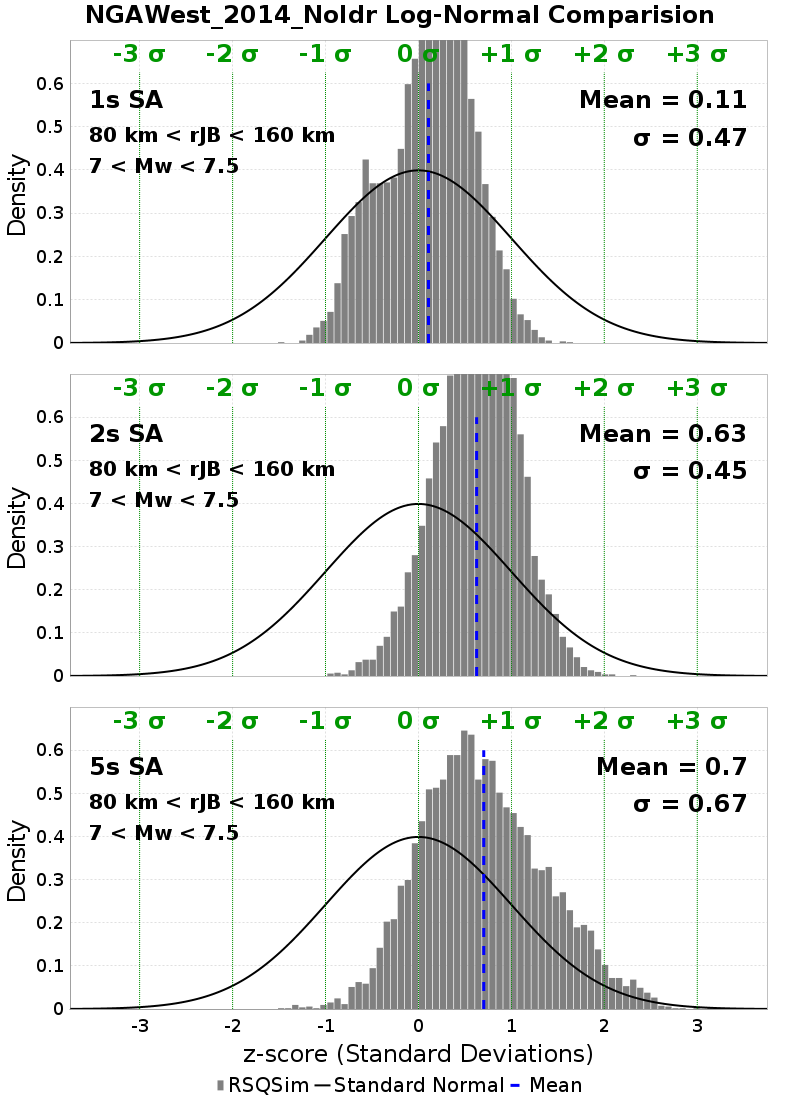 NGAWest_2014_NoIdr Log-Normal Comparision
-3 σ -2 σ -1 σ 0 σ +1 σ +2 σ +3 σ
1s SA
Mean = 0.11
80 km < rJB < 160 km
σ = 0.47
7 < Mw < 7.5
Density
0.6
0.5
0.4
0.3
0.2
0.1
0
-3 σ -2 σ -1 σ 0 σ +1 σ +2 σ +3 σ
2s SA
Mean = 0.63
80 km < rJB < 160 km
σ = 0.45
7 < Mw < 7.5
Density
0.6
0.5
0.4
0.3
0.2
0.1
0
-3 σ -2 σ -1 σ 0 σ +1 σ +2 σ +3 σ
5s SA
Mean = 0.7
80 km < rJB < 160 km
σ = 0.67
7 < Mw < 7.5
Density
0.6
0.5
0.4
0.3
0.2
0.1
0
-3 -2 -1 0 1 2 3
z-score (Standard Deviations)
RSQSim Standard Normal Mean